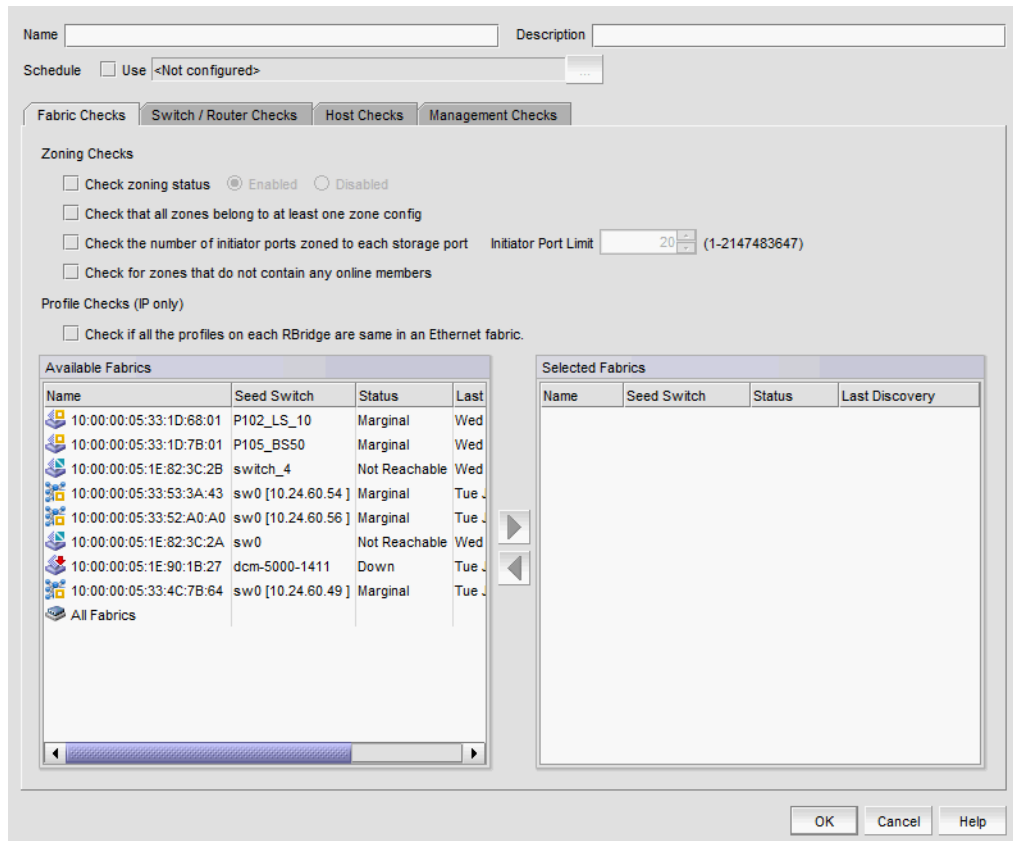 Name Description
Schedule Use <Not configured> ...
Fabric Checks Switch / Router Checks Host Checks Management Checks
Zoning Checks
Check zoning status Enabled Disabled
Check that all zones belong to at least one zone config
Check the number of initiator ports zoned to each storage port Initiator Port Limit 20 (1-2147483647)
Check for zones that do not contain any online members
Profile Checks (IP only)
Check if all the profiles on each RBridge are same in an Ethernet fabric.
Available Fabrics Selected Fabrics
Name Seed Switch Status Last Name Seed Switch Status Last Discovery
10:00:00:05:33:1D:68:01 P102_LS_10 Marginal Wed
10:00:00:05:33:1D:7B:01 P105_BS50 Marginal Wed
10:00:00:05:1E:82:3C:2B switch_4 Not Reachable Wed
10:00:00:05:33:53:3A:43 sw0 [10.24.60.54 ] Marginal Tue J
10:00:00:05:33:52:A0:A0 sw0 [10.24.60.56 ] Marginal Tue J
10:00:00:05:1E:82:3C:2A sw0 Not Reachable Wed
10:00:00:05:1E:90:1B:27 dcm-5000-1411 Down Tue J
10:00:00:05:33:4C:7B:64 sw0 [10.24.60.49 ] Marginal Tue J
All Fabrics
OK Cancel Help